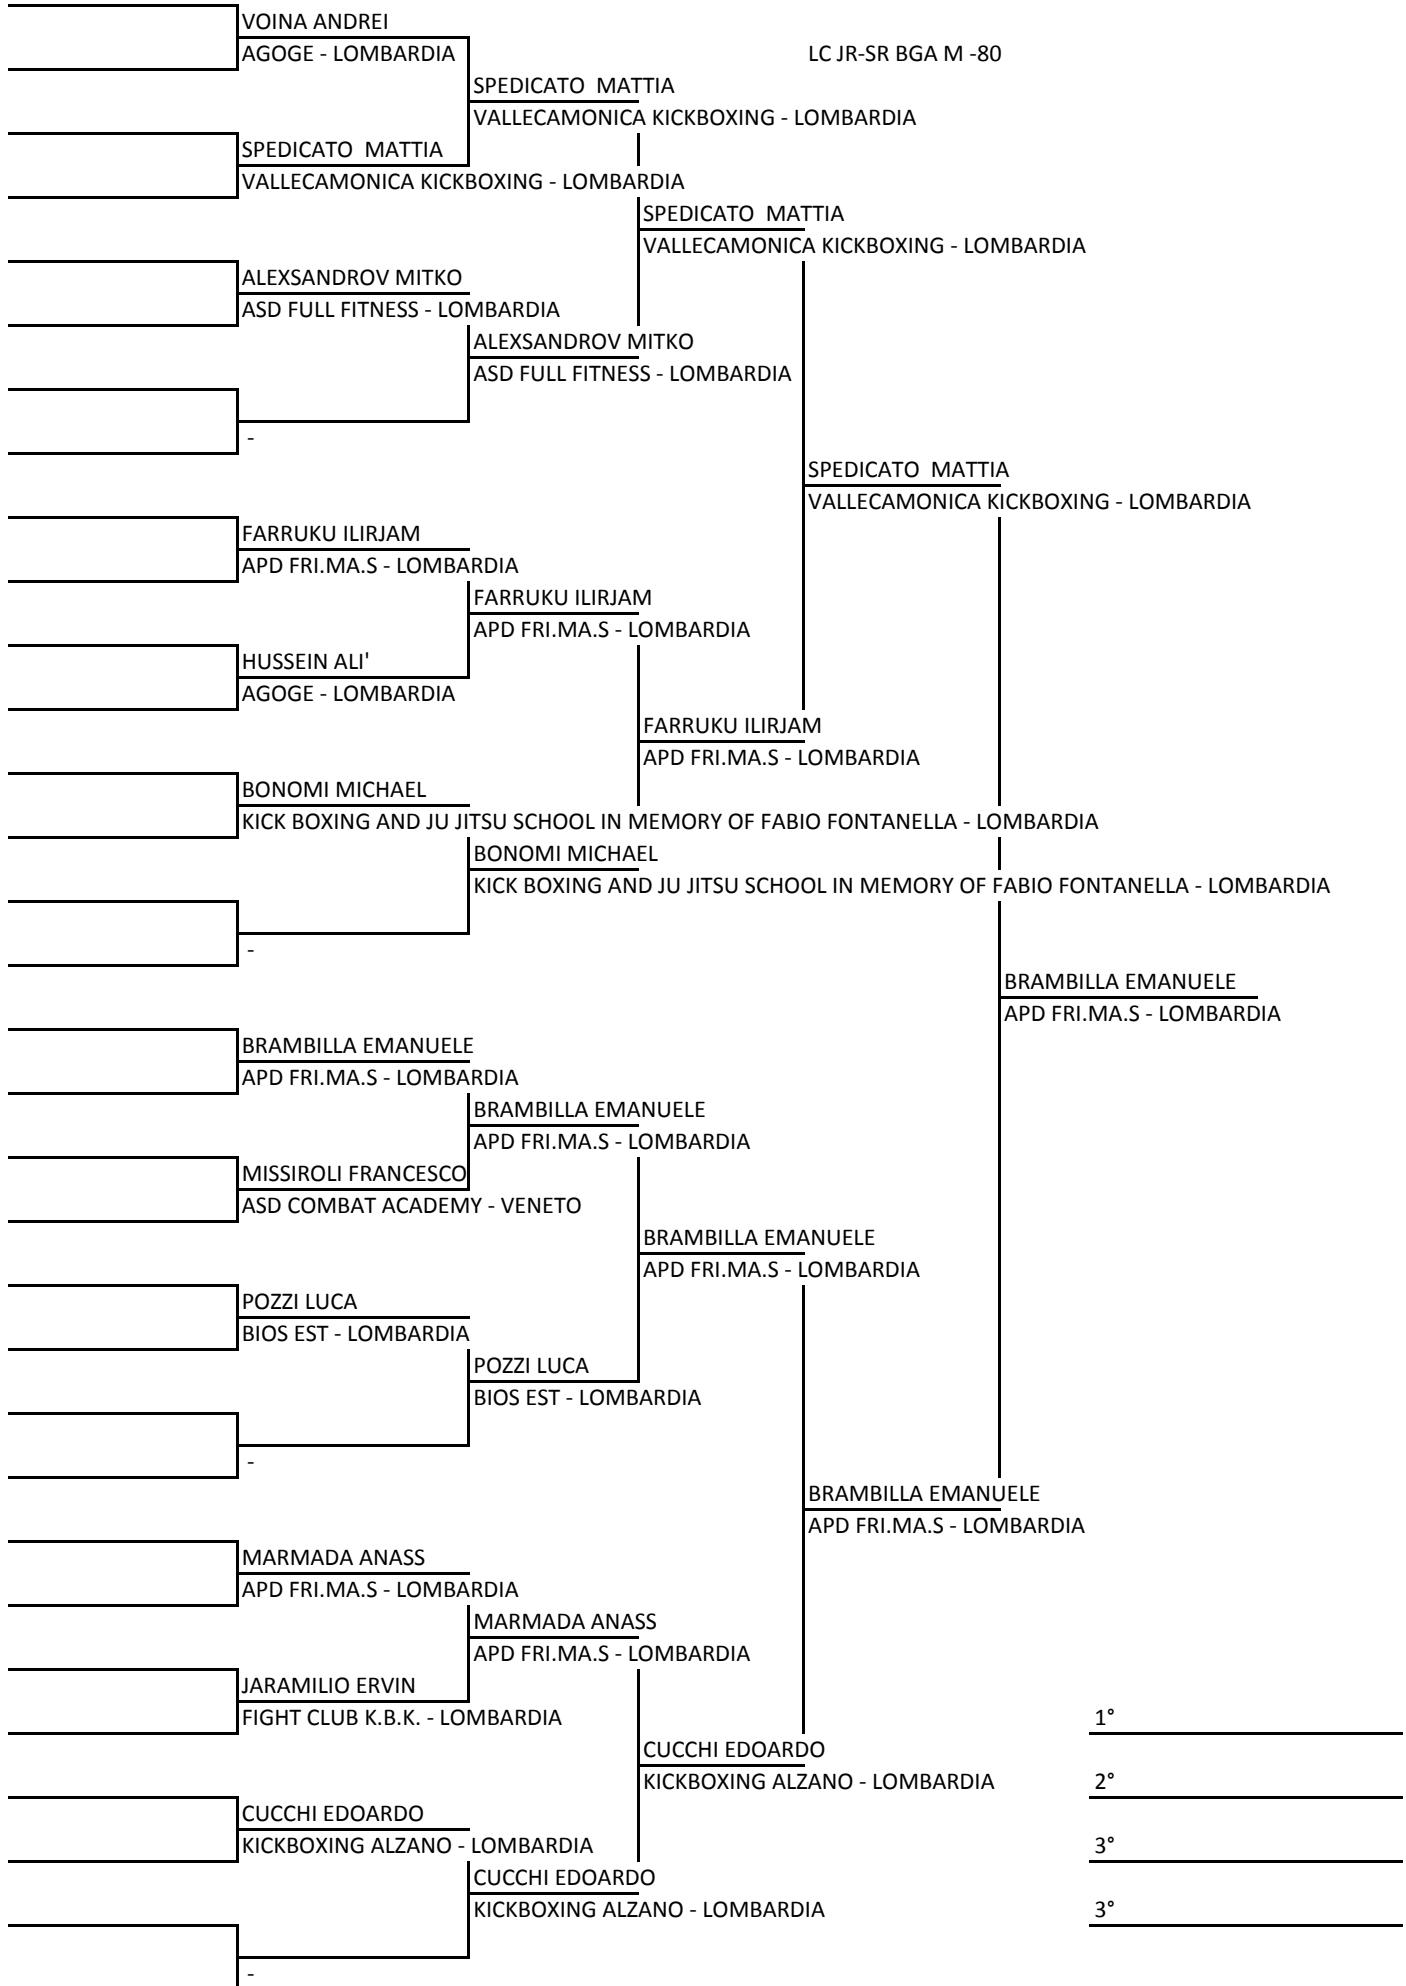 VOINA ANDREI
AGOGE - LOMBARDIA
LC JR-SR BGA M -80
SPEDICATO  MATTIA
VALLECAMONICA KICKBOXING - LOMBARDIA
SPEDICATO  MATTIA
VALLECAMONICA KICKBOXING - LOMBARDIA
SPEDICATO  MATTIA
VALLECAMONICA KICKBOXING - LOMBARDIA
ALEXSANDROV MITKO
ASD FULL FITNESS - LOMBARDIA
ALEXSANDROV MITKO
ASD FULL FITNESS - LOMBARDIA
-
SPEDICATO  MATTIA
VALLECAMONICA KICKBOXING - LOMBARDIA
FARRUKU ILIRJAM
APD FRI.MA.S - LOMBARDIA
FARRUKU ILIRJAM
APD FRI.MA.S - LOMBARDIA
HUSSEIN ALI'
AGOGE - LOMBARDIA
FARRUKU ILIRJAM
APD FRI.MA.S - LOMBARDIA
BONOMI MICHAEL
KICK BOXING AND JU JITSU SCHOOL IN MEMORY OF FABIO FONTANELLA - LOMBARDIA
BONOMI MICHAEL
KICK BOXING AND JU JITSU SCHOOL IN MEMORY OF FABIO FONTANELLA - LOMBARDIA
-
BRAMBILLA EMANUELE
APD FRI.MA.S - LOMBARDIA
BRAMBILLA EMANUELE
APD FRI.MA.S - LOMBARDIA
BRAMBILLA EMANUELE
APD FRI.MA.S - LOMBARDIA
MISSIROLI FRANCESCO
ASD COMBAT ACADEMY - VENETO
BRAMBILLA EMANUELE
APD FRI.MA.S - LOMBARDIA
POZZI LUCA
BIOS EST - LOMBARDIA
POZZI LUCA
BIOS EST - LOMBARDIA
-
BRAMBILLA EMANUELE
APD FRI.MA.S - LOMBARDIA
MARMADA ANASS
APD FRI.MA.S - LOMBARDIA
MARMADA ANASS
APD FRI.MA.S - LOMBARDIA
JARAMILIO ERVIN
FIGHT CLUB K.B.K. - LOMBARDIA
1°
CUCCHI EDOARDO
KICKBOXING ALZANO - LOMBARDIA
2°
CUCCHI EDOARDO
KICKBOXING ALZANO - LOMBARDIA
3°
CUCCHI EDOARDO
KICKBOXING ALZANO - LOMBARDIA
3°
-